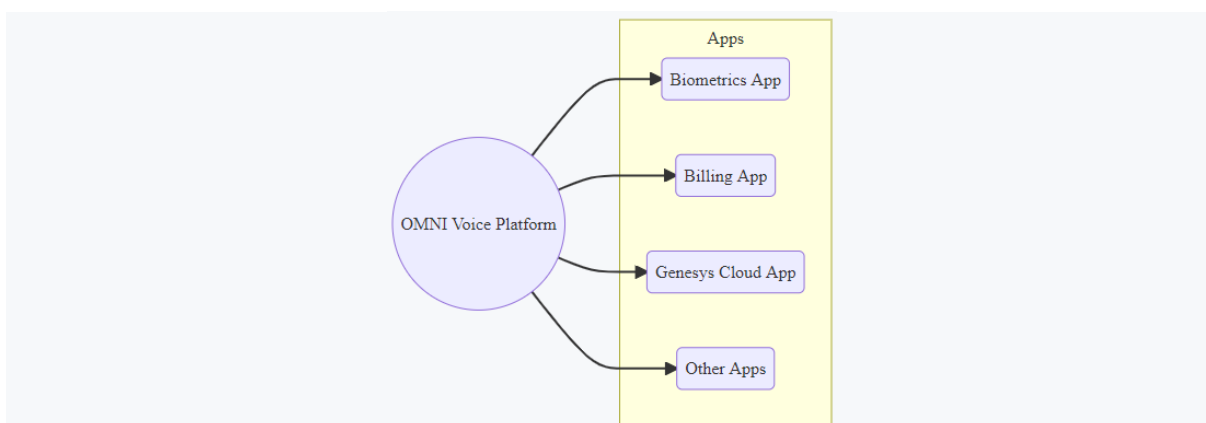 Apps
Biometrics App
Billing App
OMNI Voice Platform
Genesys Cloud App
Other Apps